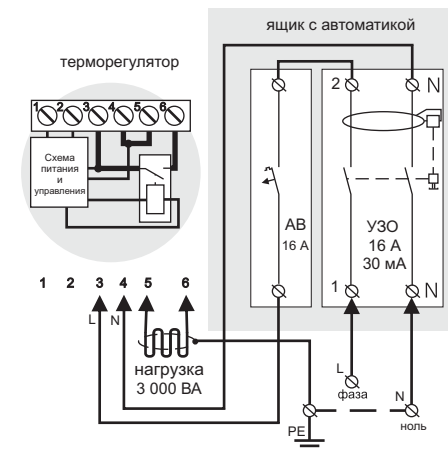 ящик с автоматикой
терморегулятор
1 2 3 4 5 6
2 N
Схема
питания
и
управления
АВ
16 А
УЗО
16 А
30 мА
1 2 3 4 5 6
1 N
L N
нагрузка
3 000 ВА
L
фаза
N
ноль
PE